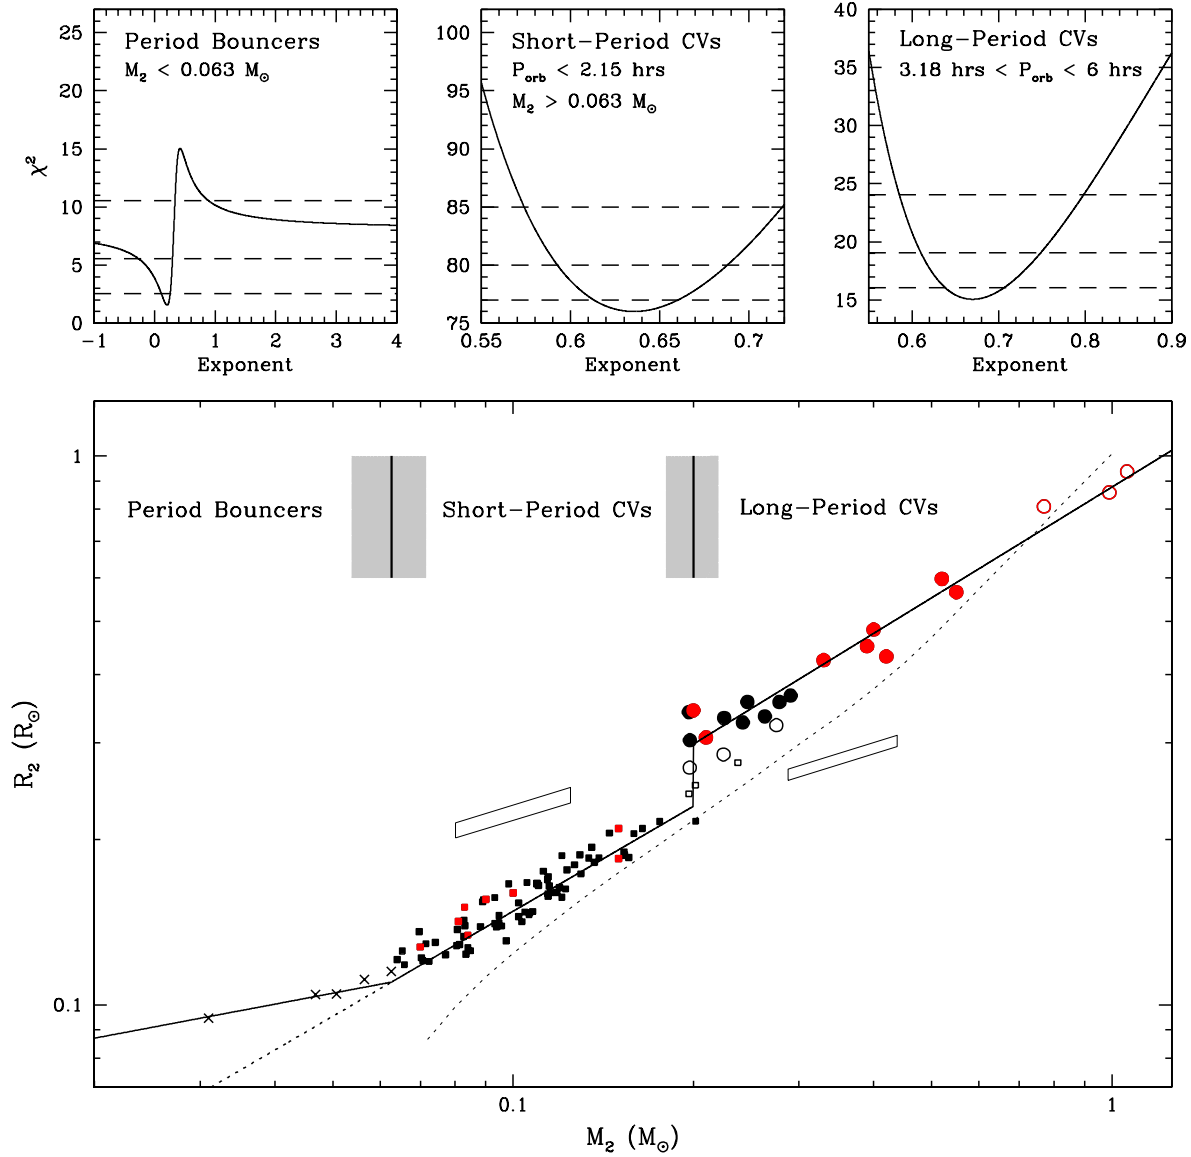 Period Bouncers
M₂ < 0.063 M☉
χ²
25
20
15
10
5
0
−1 0 1 2 3 4
Exponent
Short−Period CVs
Pₒᵣb < 2.15 hrs
M₂ > 0.063 M☉
100
95
90
85
80
75
0.55 0.6 0.65 0.7
Exponent
Long−Period CVs
3.18 hrs < Pₒᵣb < 6 hrs
40
35
30
25
20
15
0.6 0.7 0.8 0.9
Exponent
Period Bouncers
Short−Period CVs
Long−Period CVs
R₂ (R☉)
1
0.1
0.1 1
M₂ (M☉)